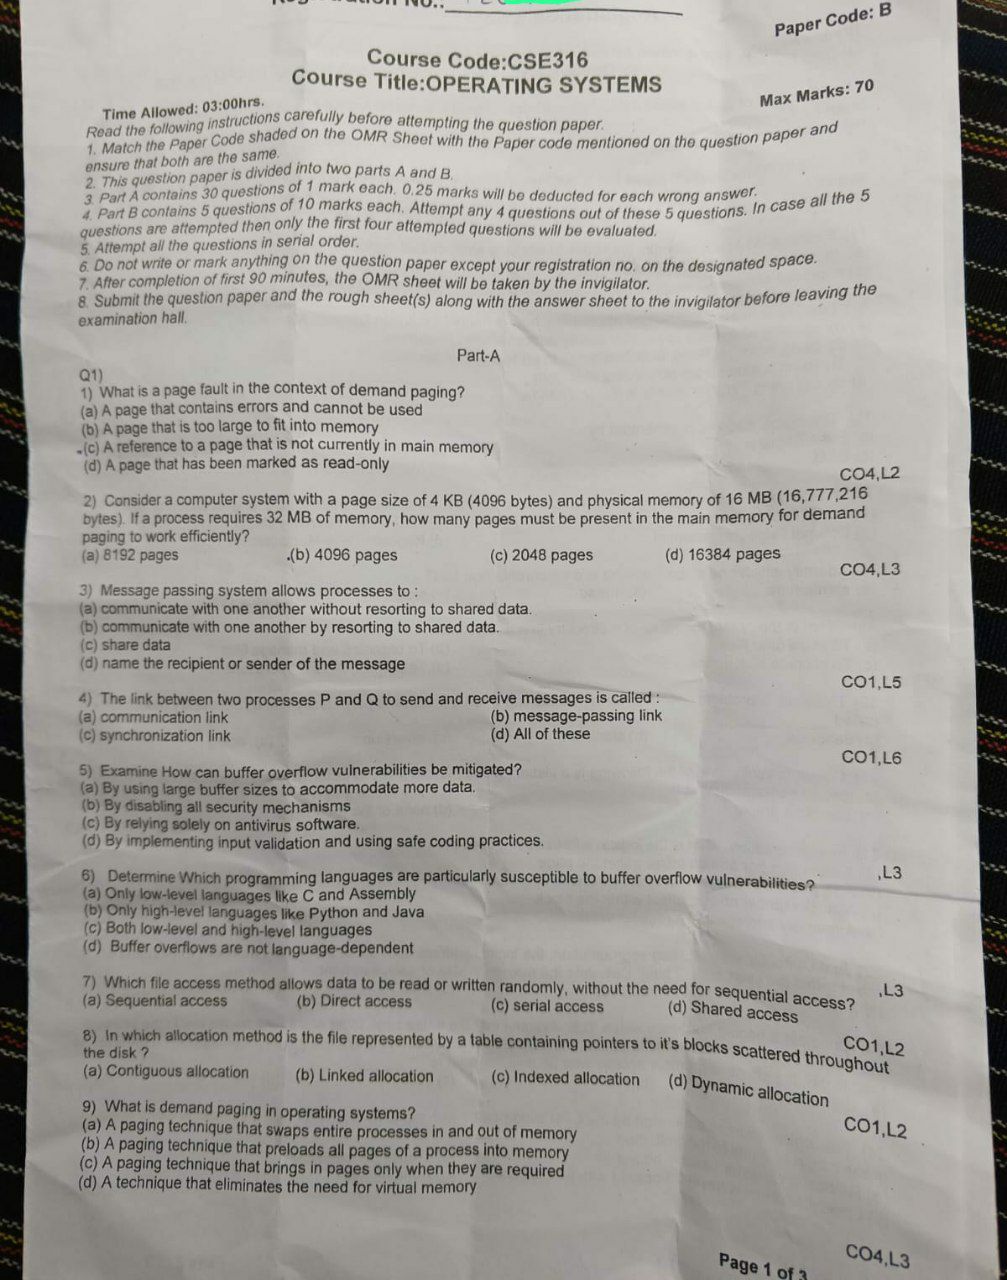 Paper Code: B
Course Code:CSE316
Course Title:OPERATING SYSTEMS
Time Allowed: 03:00hrs.
Max Marks: 70
Read the following instructions carefully before attempting the question paper.
1. Match the Paper Code shaded on the OMR Sheet with the Paper code mentioned on the question paper and
ensure that both are the same.
2. This question paper is divided into two parts A and B.
3. Part A contains 30 questions of 1 mark each. 0.25 marks will be deducted for each wrong answer.
4. Part B contains 5 questions of 10 marks each. Attempt any 4 questions out of these 5 questions. In case all the 5
questions are attempted then only the first four attempted questions will be evaluated.
5. Attempt all the questions in serial order.
6. Do not write or mark anything on the question paper except your registration no. on the designated space.
7. After completion of first 90 minutes, the OMR sheet will be taken by the invigilator.
8. Submit the question paper and the rough sheet(s) along with the answer sheet to the invigilator before leaving the
examination hall.
Part-A
Q1)
1) What is a page fault in the context of demand paging?
(a) A page that contains errors and cannot be used
(b) A page that is too large to fit into memory
(c) A reference to a page that is not currently in main memory
(d) A page that has been marked as read-only
CO4,L2
2) Consider a computer system with a page size of 4 KB (4096 bytes) and physical memory of 16 MB (16,777,216
bytes). If a process requires 32 MB of memory, how many pages must be present in the main memory for demand
paging to work efficiently?
(a) 8192 pages (b) 4096 pages (c) 2048 pages (d) 16384 pages
CO4,L3
3) Message passing system allows processes to :
(a) communicate with one another without resorting to shared data.
(b) communicate with one another by resorting to shared data.
(c) share data
(d) name the recipient or sender of the message
CO1,L5
4) The link between two processes P and Q to send and receive messages is called :
(a) communication link (b) message-passing link
(c) synchronization link (d) All of these
CO1,L6
5) Examine How can buffer overflow vulnerabilities be mitigated?
(a) By using large buffer sizes to accommodate more data.
(b) By disabling all security mechanisms
(c) By relying solely on antivirus software.
(d) By implementing input validation and using safe coding practices.
,L3
6) Determine Which programming languages are particularly susceptible to buffer overflow vulnerabilities?
(a) Only low-level languages like C and Assembly
(b) Only high-level languages like Python and Java
(c) Both low-level and high-level languages
(d) Buffer overflows are not language-dependent
,L3
7) Which file access method allows data to be read or written randomly, without the need for sequential access?
(a) Sequential access (b) Direct access (c) serial access (d) Shared access
CO1,L2
8) In which allocation method is the file represented by a table containing pointers to it's blocks scattered throughout
the disk ?
(a) Contiguous allocation (b) Linked allocation (c) Indexed allocation (d) Dynamic allocation
CO1,L2
9) What is demand paging in operating systems?
(a) A paging technique that swaps entire processes in and out of memory
(b) A paging technique that preloads all pages of a process into memory
(c) A paging technique that brings in pages only when they are required
(d) A technique that eliminates the need for virtual memory
CO4,L3
Page 1 of 3